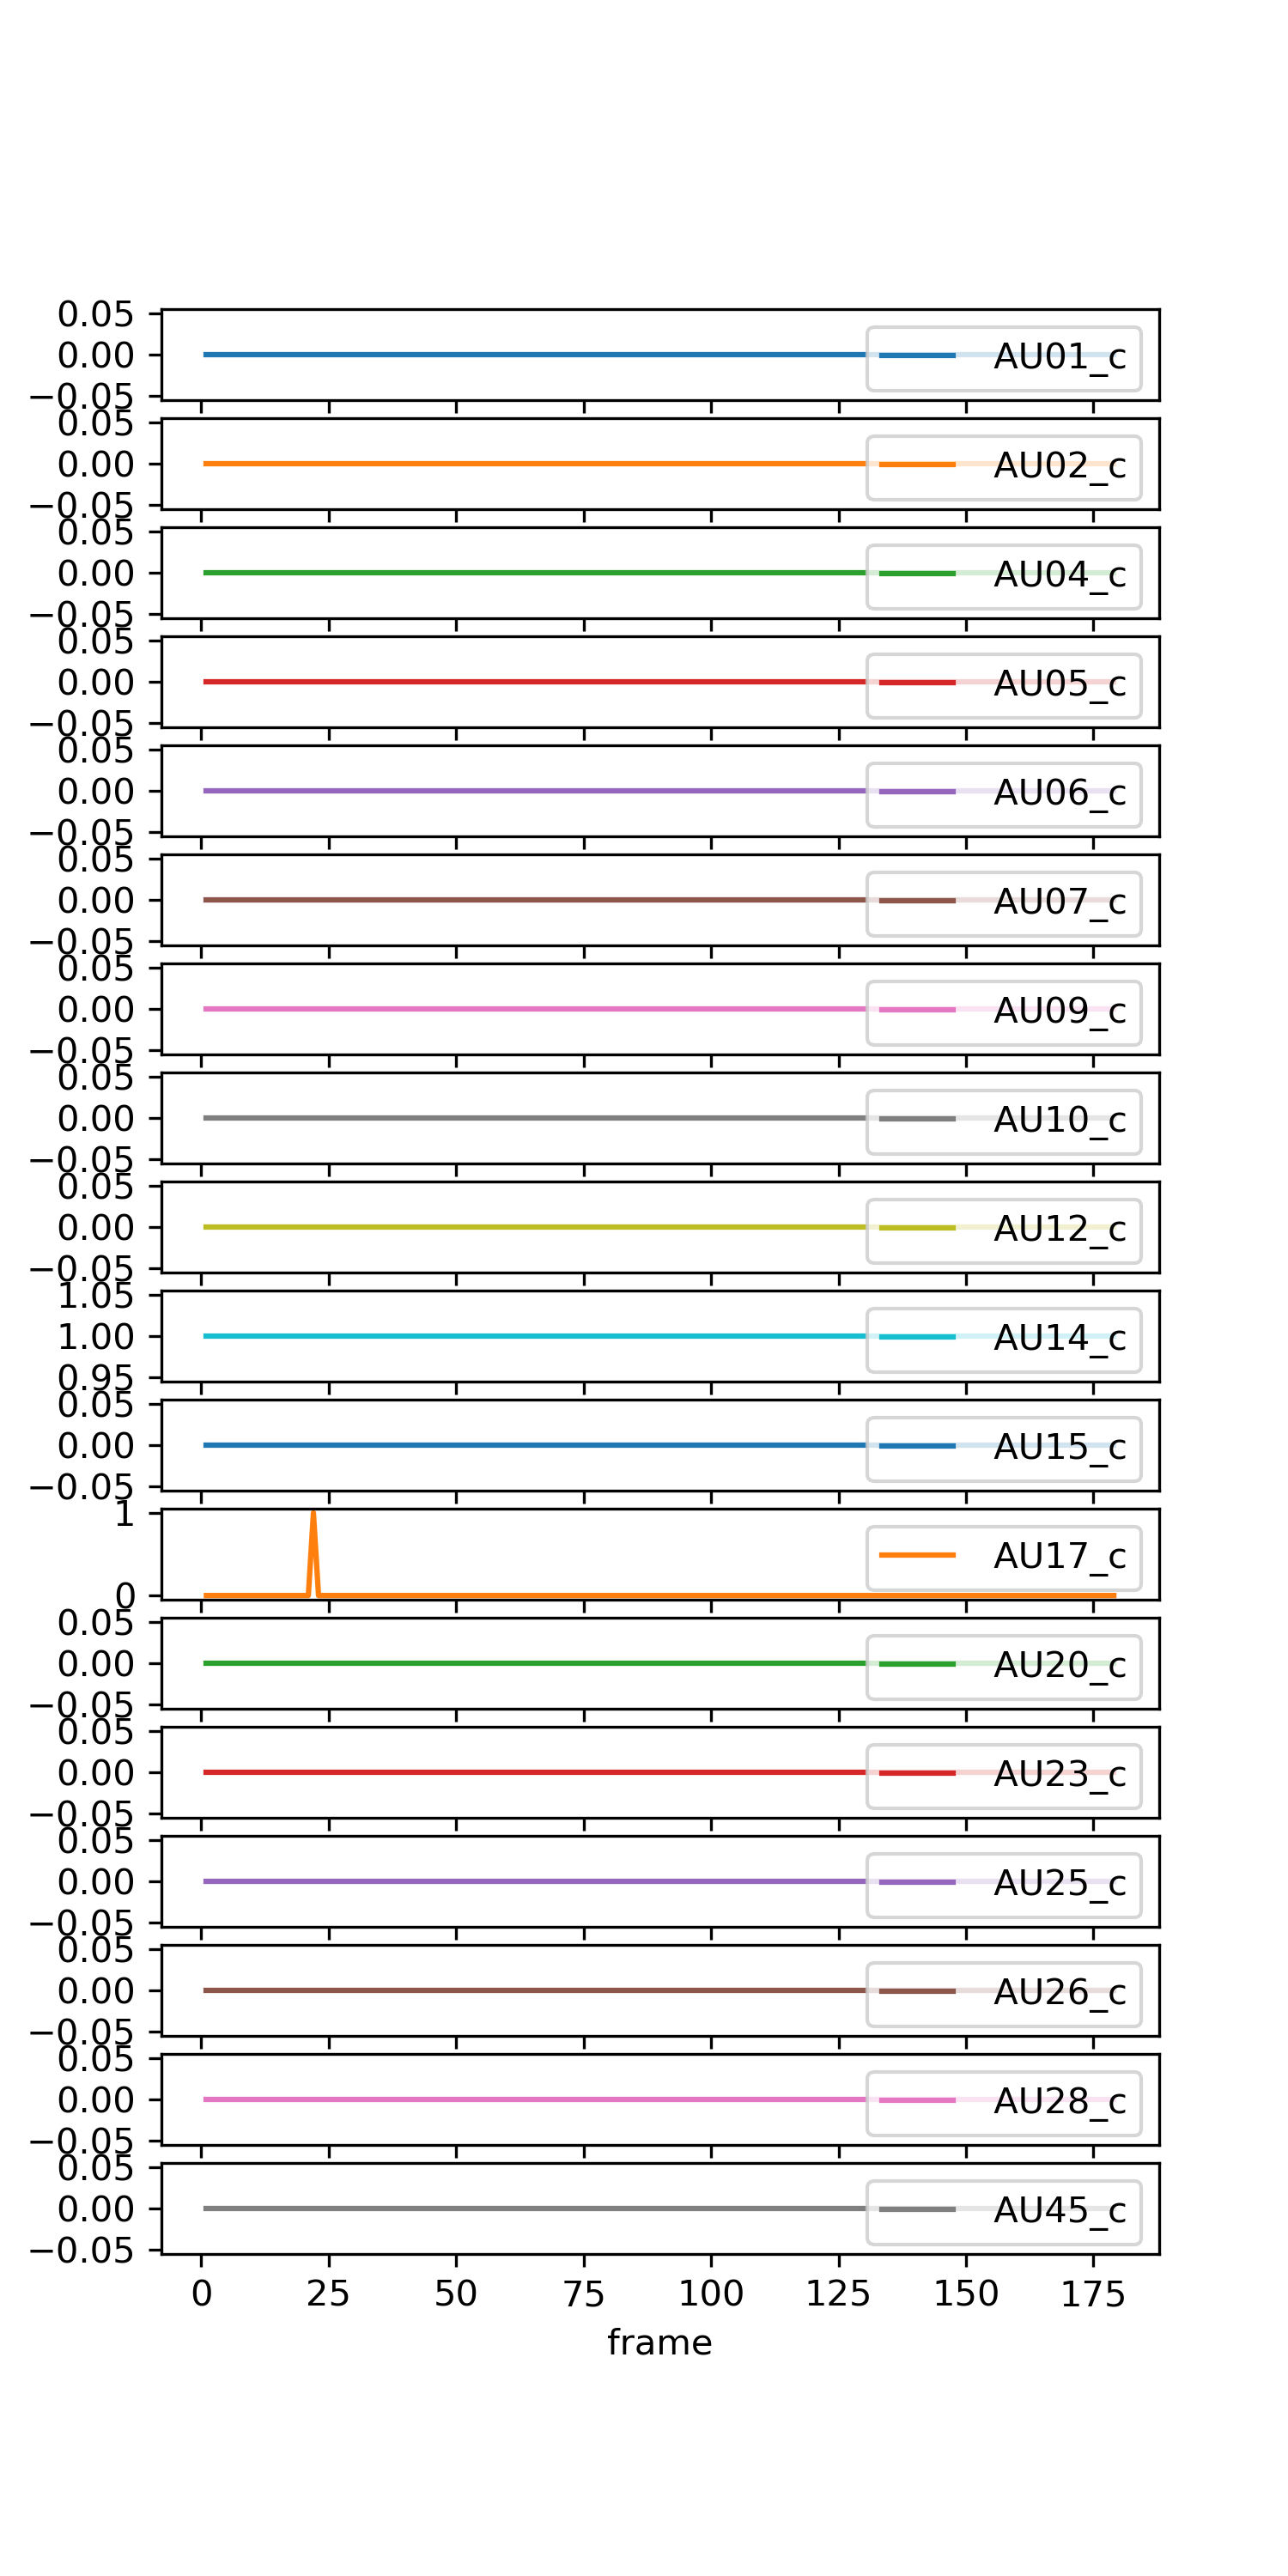 0.05
0.00 AU01_c
−0.05
0.05
0.00 AU02_c
−0.05
0.05
0.00 AU04_c
−0.05
0.05
0.00 AU05_c
−0.05
0.05
0.00 AU06_c
−0.05
0.05
0.00 AU07_c
−0.05
0.05
0.00 AU09_c
−0.05
0.05
0.00 AU10_c
−0.05
0.05
0.00 AU12_c
−0.05
1.05
1.00 AU14_c
0.95
0.05
0.00 AU15_c
−0.05
1
AU17_c
0
0.05
0.00 AU20_c
−0.05
0.05
0.00 AU23_c
−0.05
0.05
0.00 AU25_c
−0.05
0.05
0.00 AU26_c
−0.05
0.05
0.00 AU28_c
−0.05
0.05
0.00 AU45_c
−0.05
0 25 50 75 100 125 150 175
frame